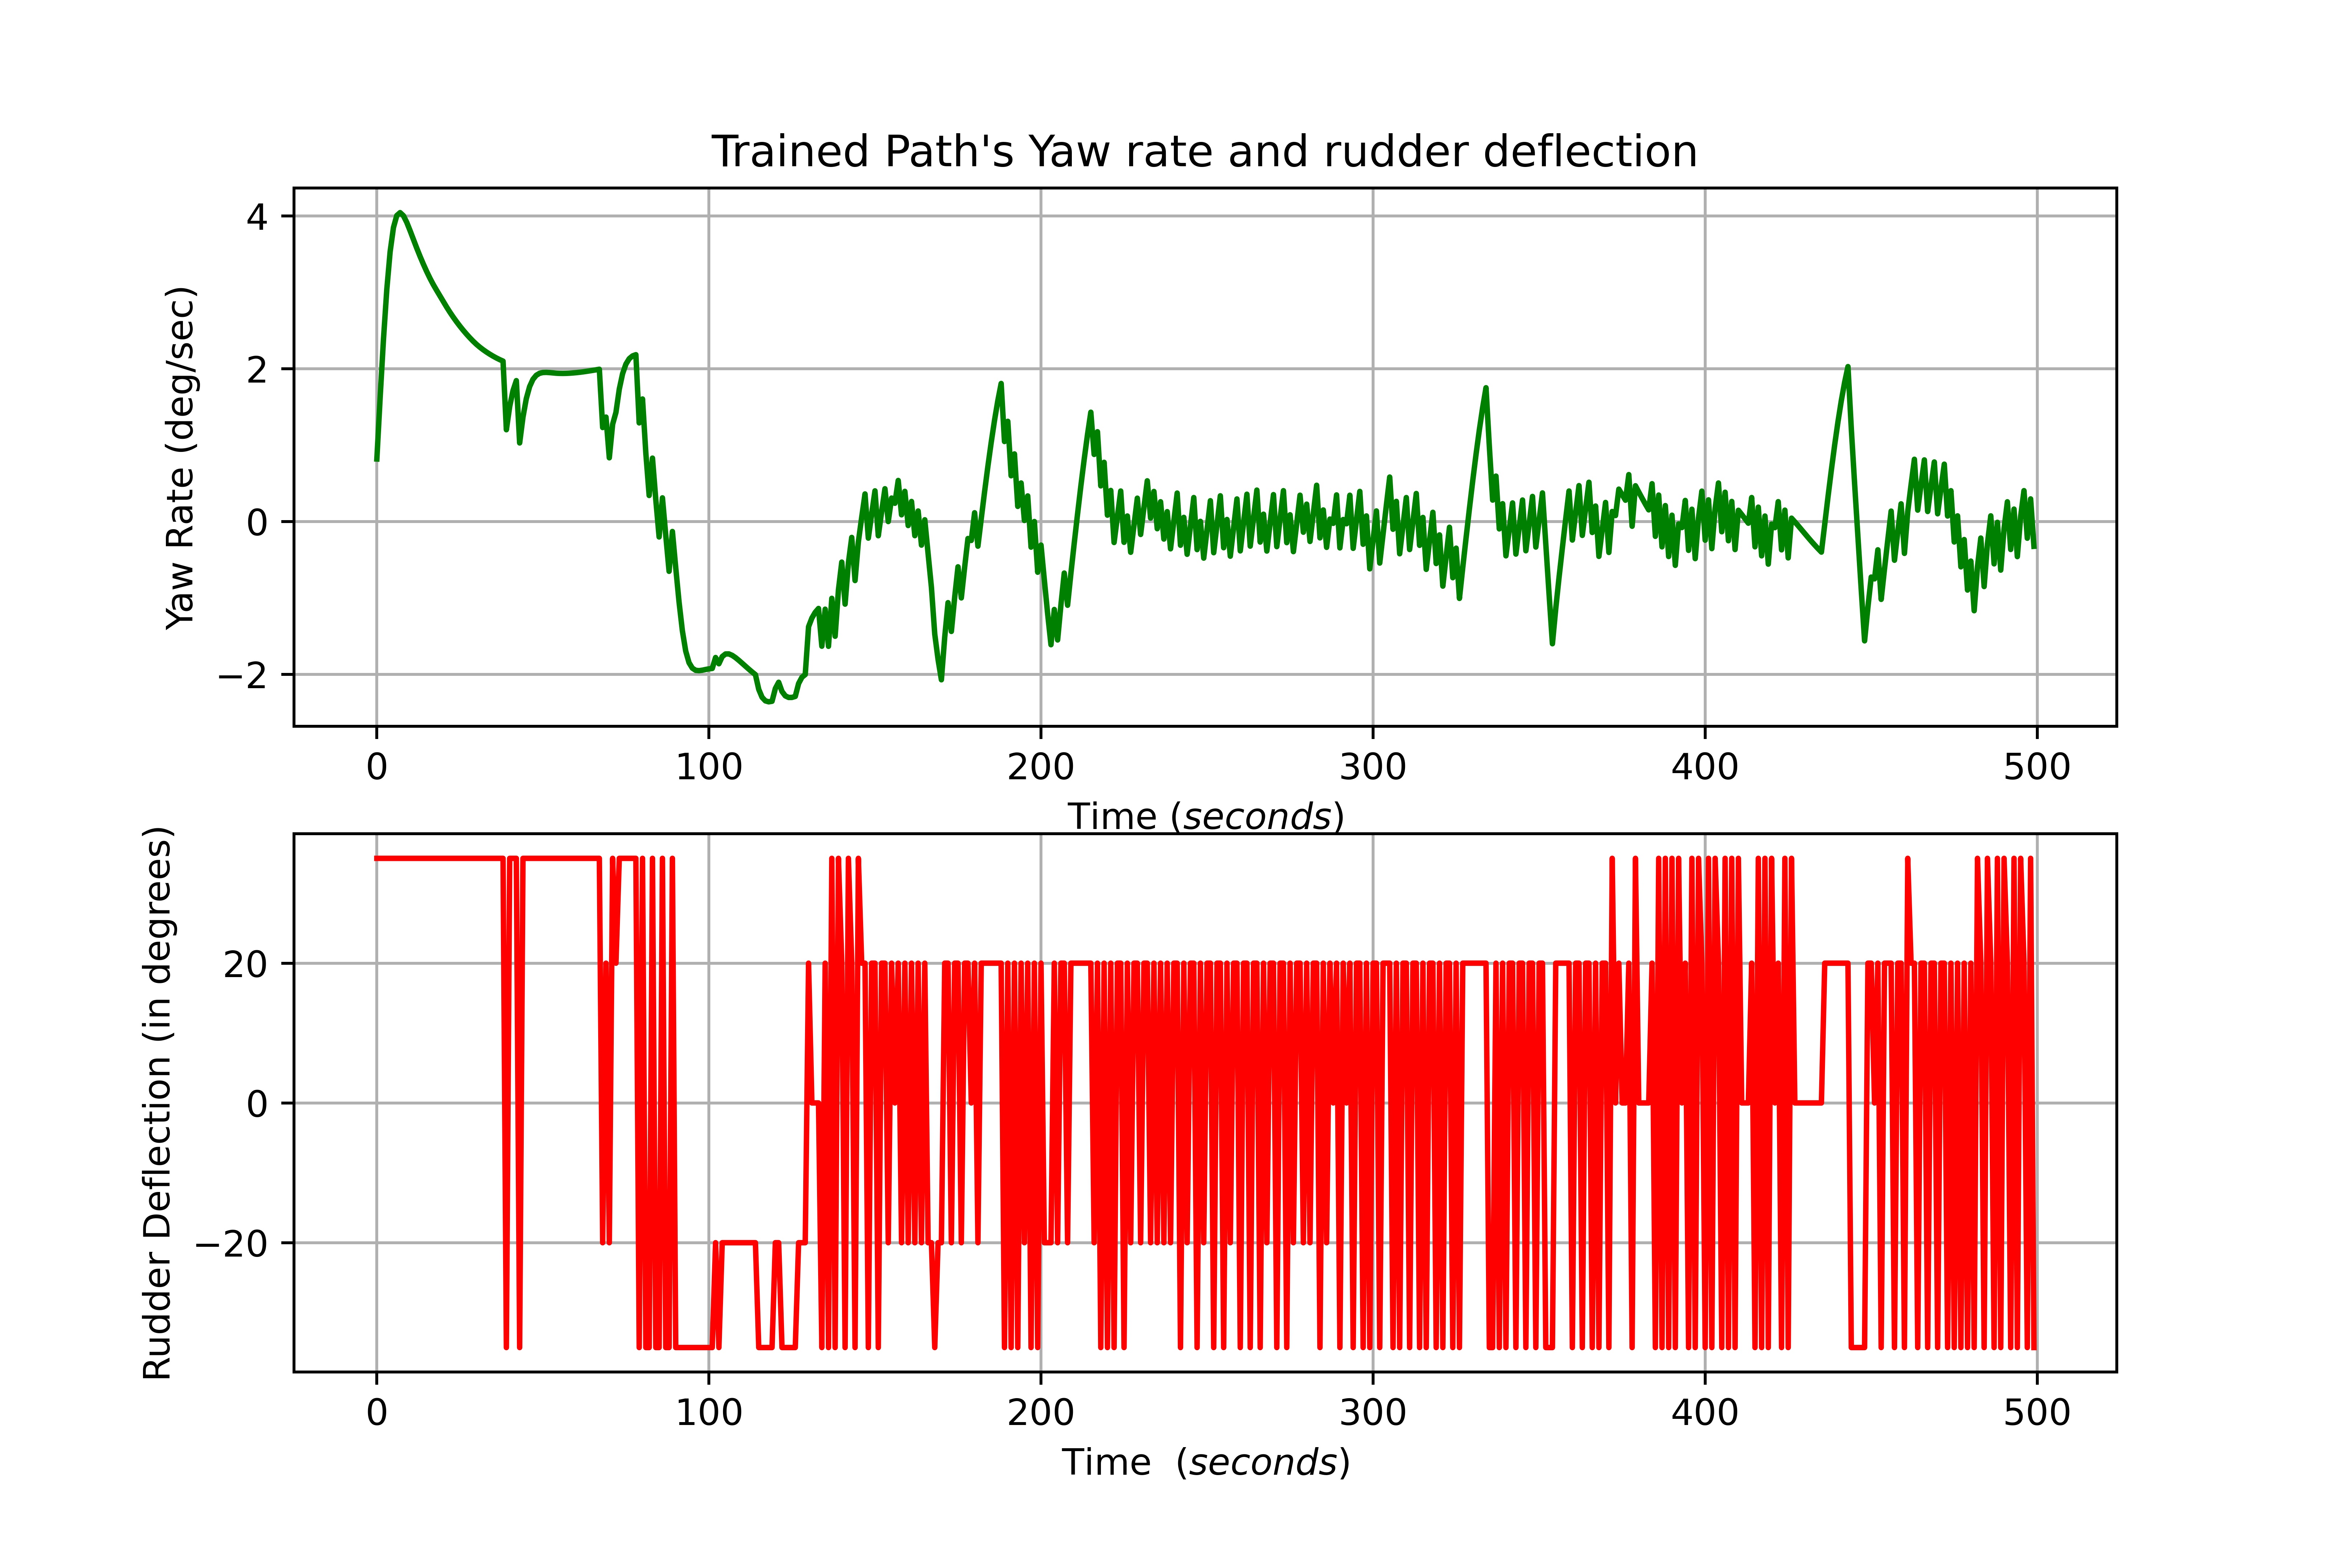 Trained Path's Yaw rate and rudder deflection
Yaw Rate (deg/sec)
4
2
0
−2
0 100 200 300 400 500
Time (seconds)
Rudder Deflection (in degrees)
20
0
−20
0 100 200 300 400 500
Time (seconds)